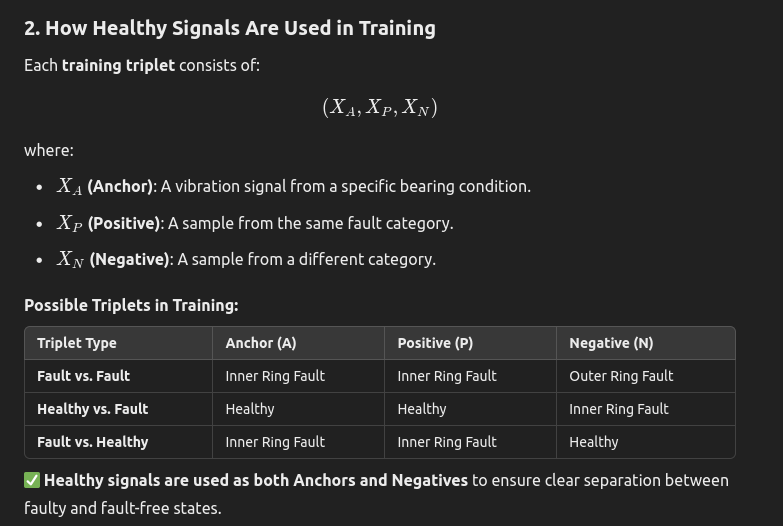 2. How Healthy Signals Are Used in Training
Each training triplet consists of:
(X_A, X_P, X_N)
where:
• X_A (Anchor): A vibration signal from a specific bearing condition.
• X_P (Positive): A sample from the same fault category.
• X_N (Negative): A sample from a different category.
Possible Triplets in Training:
Triplet Type Anchor (A) Positive (P) Negative (N)
Fault vs. Fault Inner Ring Fault Inner Ring Fault Outer Ring Fault
Healthy vs. Fault Healthy Healthy Inner Ring Fault
Fault vs. Healthy Inner Ring Fault Inner Ring Fault Healthy
✅ Healthy signals are used as both Anchors and Negatives to ensure clear separation between
faulty and fault-free states.